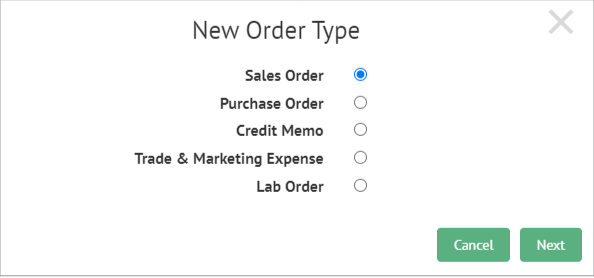 New Order Type
Sales Order
Purchase Order
Credit Memo
Trade & Marketing Expense
Lab Order
Cancel Next